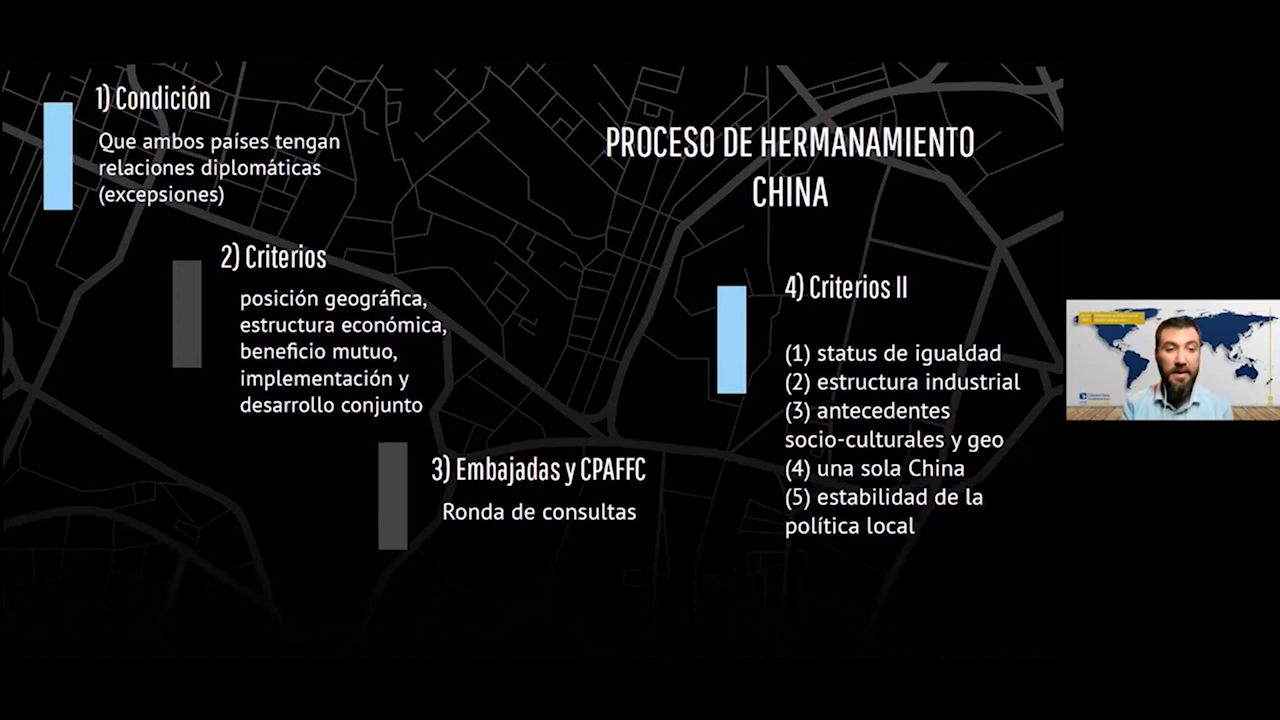 1) Condición
Que ambos países tengan
relaciones diplomáticas
(excepsiones)
PROCESO DE HERMANAMIENTO
CHINA
2) Criterios
posición geográfica,
estructura económica,
beneficio mutuo,
implementación y
desarrollo conjunto
3) Embajadas y CPAFFC
Ronda de consultas
4) Criterios II
(1) status de igualdad
(2) estructura industrial
(3) antecedentes
socio-culturales y geo
(4) una sola China
(5) estabilidad de la
política local